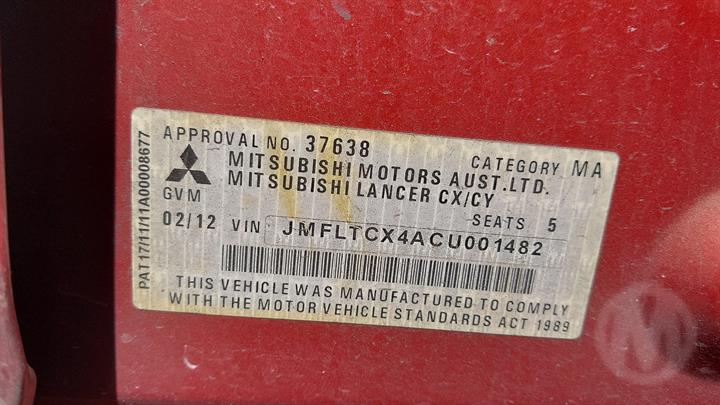 APPROVAL NO. 37638 CATEGORY MA
MITSUBISHI MOTORS AUST.LTD.
MITSUBISHI LANCER CX/CY
GVM SEATS 5
02/12 VIN JMFLTCX4ACU001482
THIS VEHICLE WAS MANUFACTURED TO COMPLY
WITH THE MOTOR VEHICLE STANDARDS ACT 1989
PAT17/11/11A00008677
M